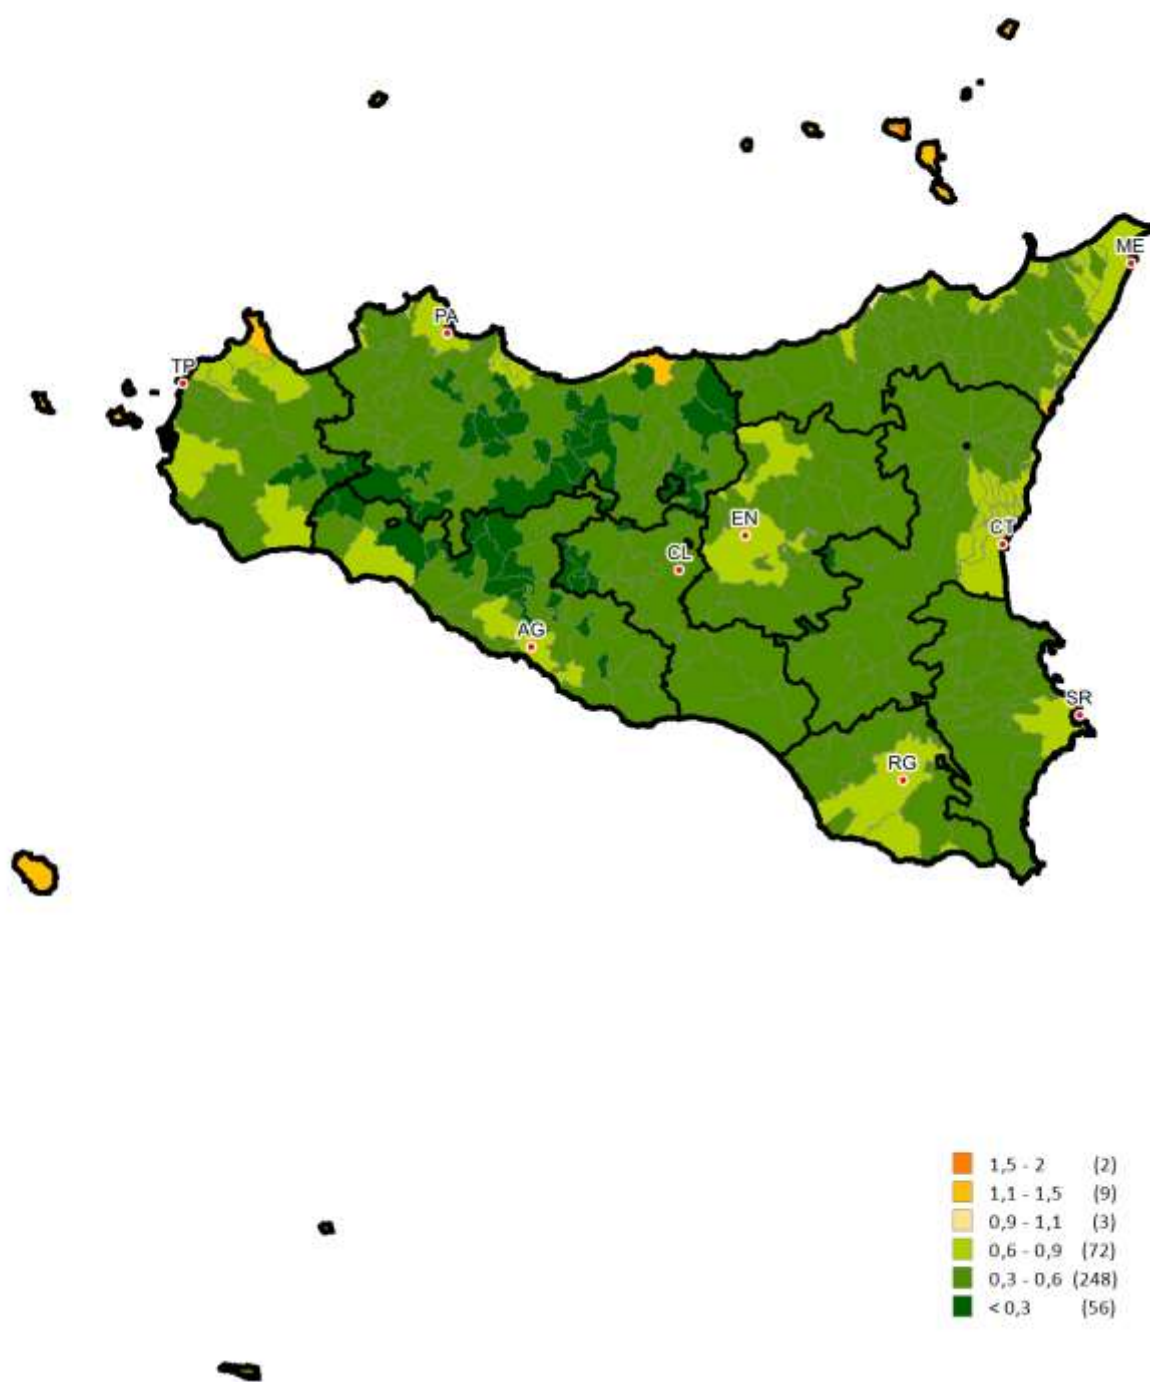 ME
PA
TP
EN
CT
CL
AG
SR
RG
1,5 - 2 (2)
1,1 - 1,5 (9)
0,9 - 1,1 (3)
0,6 - 0,9 (72)
0,3 - 0,6 (248)
< 0,3 (56)